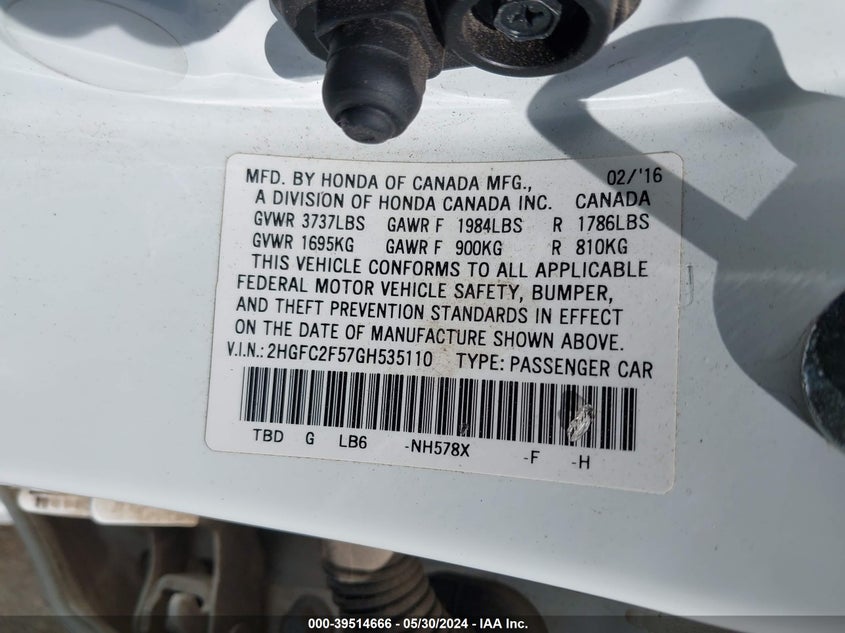 MFD. BY HONDA OF CANADA MFG., 02/'16
A DIVISION OF HONDA CANADA INC. CANADA
GVWR 3737LBS GAWR F 1984LBS R 1786LBS
GVWR 1695KG GAWR F 900KG R 810KG
THIS VEHICLE CONFORMS TO ALL APPLICABLE
FEDERAL MOTOR VEHICLE SAFETY, BUMPER,
AND THEFT PREVENTION STANDARDS IN EFFECT
ON THE DATE OF MANUFACTURE SHOWN ABOVE.
V.I.N.: 2HGFC2F57GH535110 TYPE: PASSENGER CAR
TBD G LB6 -NH578X -F -H
000-39514666 - 05/30/2024 - IAA Inc.